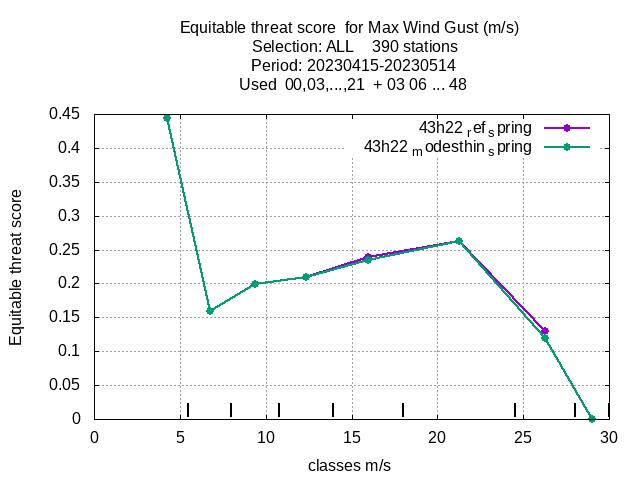 Equitable threat score  for Max Wind Gust (m/s)
Selection: ALL    390 stations
Period: 20230415-20230514
Used  00,03,...,21  + 03 06 ... 48
43h22 ref spring
43h22 modesthin spring
Equitable threat score
0.45
0.4
0.35
0.3
0.25
0.2
0.15
0.1
0.05
0
0 5 10 15 20 25 30
classes m/s